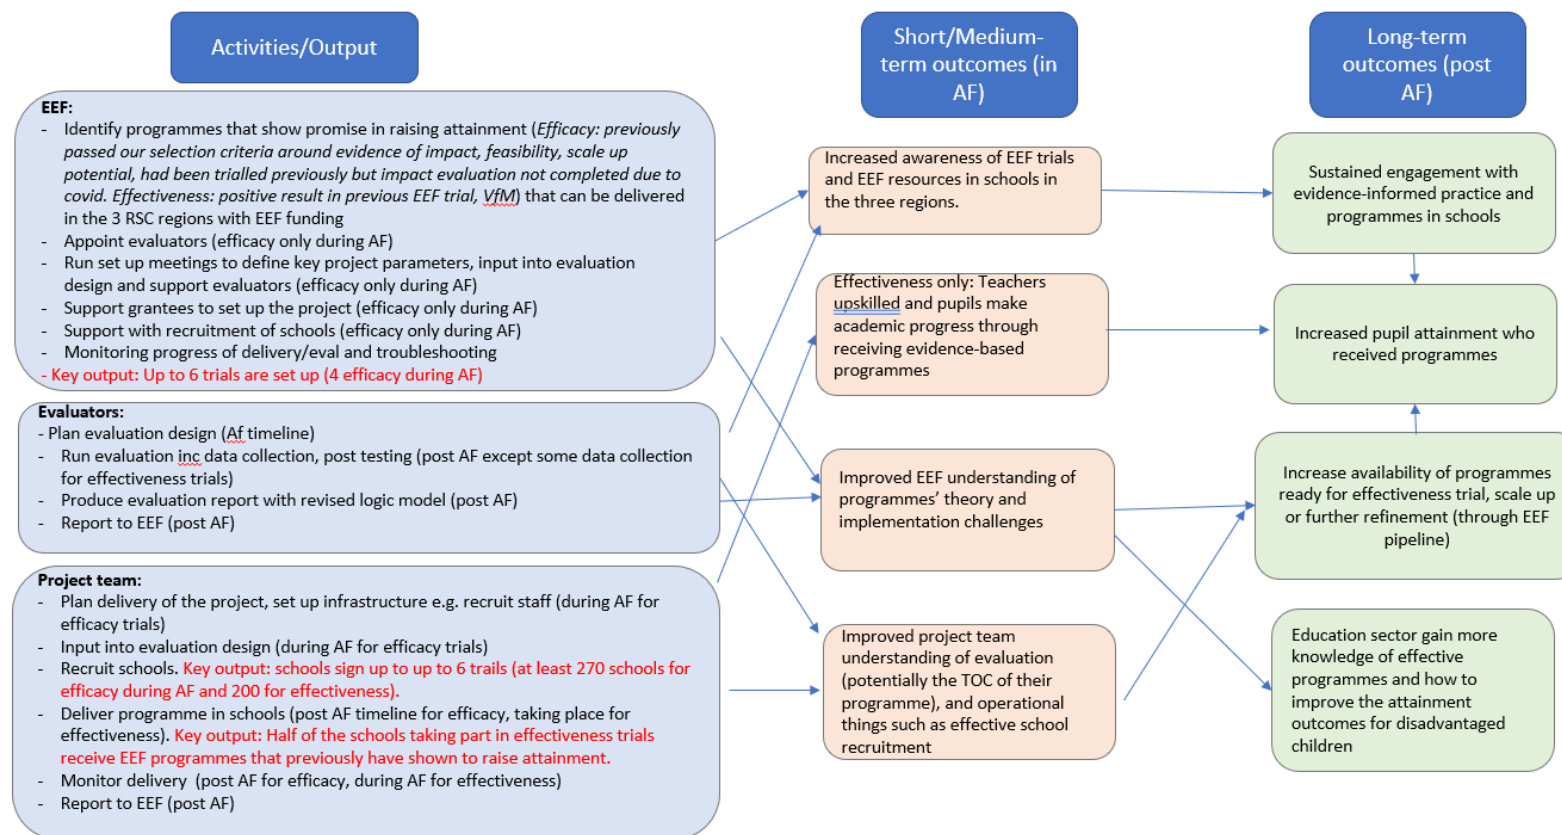 Activities/Output
Short/Medium-
term outcomes (in
AF)
Long-term
outcomes (post
AF)
EEF:
- Identify programmes that show promise in raising attainment (Efficacy: previously
passed our selection criteria around evidence of impact, feasibility, scale up
potential, had been trialled previously but impact evaluation not completed due to
covid. Effectiveness: positive result in previous EEF trial, VfM) that can be delivered
in the 3 RSC regions with EEF funding
- Appoint evaluators (efficacy only during AF)
- Run set up meetings to define key project parameters, input into evaluation
design and support evaluators (efficacy only during AF)
- Support grantees to set up the project (efficacy only during AF)
- Support with recruitment of schools (efficacy only during AF)
- Monitoring progress of delivery/eval and troubleshooting
- Key output: Up to 6 trials are set up (4 efficacy during AF)
Evaluators:
- Plan evaluation design (Af timeline)
- Run evaluation inc data collection, post testing (post AF except some data collection
for effectiveness trials)
- Produce evaluation report with revised logic model (post AF)
- Report to EEF (post AF)
Project team:
- Plan delivery of the project, set up infrastructure e.g. recruit staff (during AF for
efficacy trials)
- Input into evaluation design (during AF for efficacy trials)
- Recruit schools. Key output: schools sign up to up to 6 trails (at least 270 schools for
efficacy during AF and 200 for effectiveness).
- Deliver programme in schools (post AF timeline for efficacy, taking place for
effectiveness). Key output: Half of the schools taking part in effectiveness trials
receive EEF programmes that previously have shown to raise attainment.
- Monitor delivery (post AF for efficacy, during AF for effectiveness)
- Report to EEF (post AF)
Increased awareness of EEF trials
and EEF resources in schools in
the three regions.
Effectiveness only: Teachers
upskilled and pupils make
academic progress through
receiving evidence-based
programmes
Improved EEF understanding of
programmes' theory and
implementation challenges
Improved project team
understanding of evaluation
(potentially the TOC of their
programme), and operational
things such as effective school
recruitment
Sustained engagement with
evidence-informed practice and
programmes in schools
Increased pupil attainment who
received programmes
Increase availability of programmes
ready for effectiveness trial, scale up
or further refinement (through EEF
pipeline)
Education sector gain more
knowledge of effective
programmes and how to
improve the attainment
outcomes for disadvantaged
children